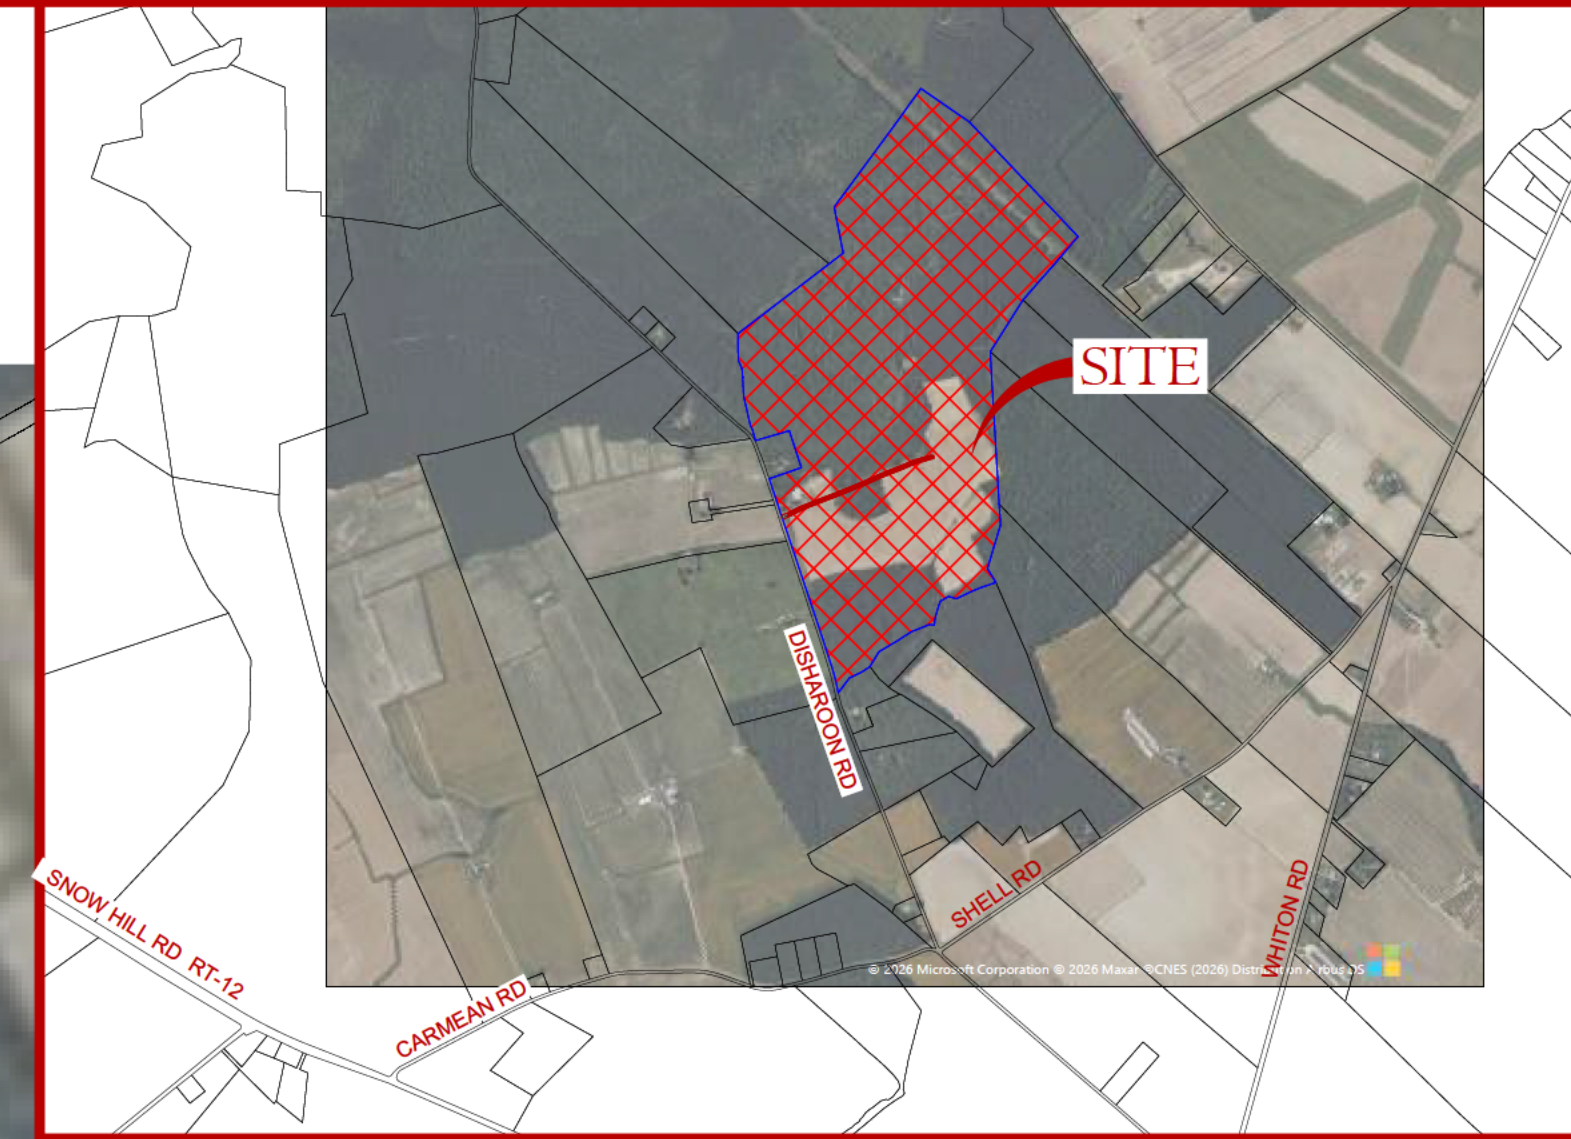 SITE
DISHAROON RD
SHELL RD
WHITON RD
SNOW HILL RD RT-12
CARMEAN RD
© 2026 Microsoft Corporation © 2026 Maxar ©CNES (2026)